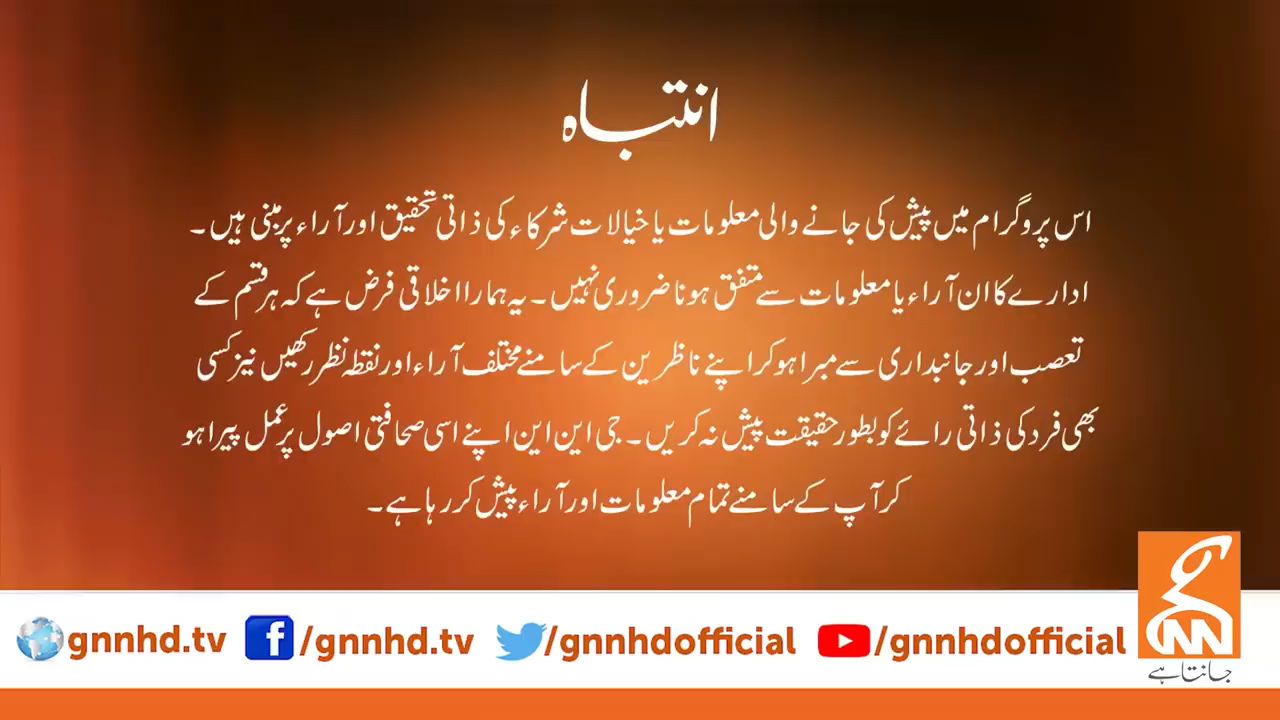 انتباہ
اس پروگرام میں پیش کی جانے والی معلومات یا خیالات شرکاء کی ذاتی تحقیق اور آراء پر مبنی ہیں۔
ادارے کا ان آراء یا معلومات سے متفق ہونا ضروری نہیں۔ یہ ہمارا اخلاقی فرض ہے کہ ہر قسم کے
تعصب اور جانبداری سے مبرا ہو کر اپنے ناظرین کے سامنے مختلف آراء اور نقطہ نظر رکھیں نیز کسی
بھی فرد کی ذاتی رائے کو بطور حقیقت پیش نہ کریں۔ جی این این اپنے اسی صحافتی اصول پر عمل پیرا ہو
کر آپ کے سامنے تمام معلومات اور آراء پیش کر رہا ہے۔
gnnhd.tv /gnnhd.tv /gnnhdofficial /gnnhdofficial
GNN
جانتا ہے